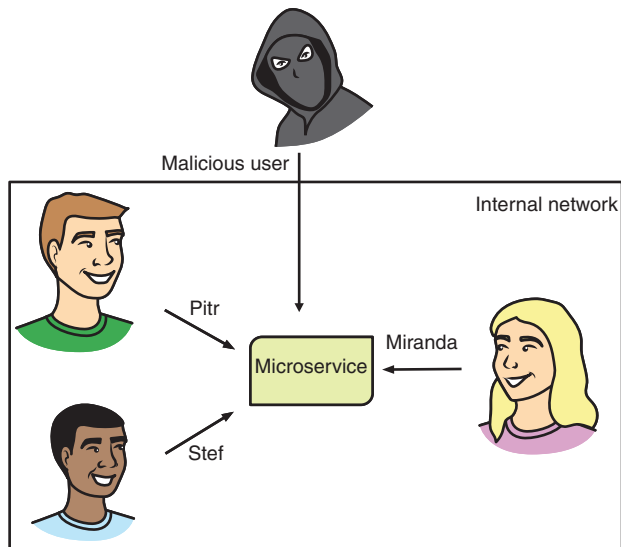 Malicious user
Internal network
Pitr
Microservice
Miranda
Stef